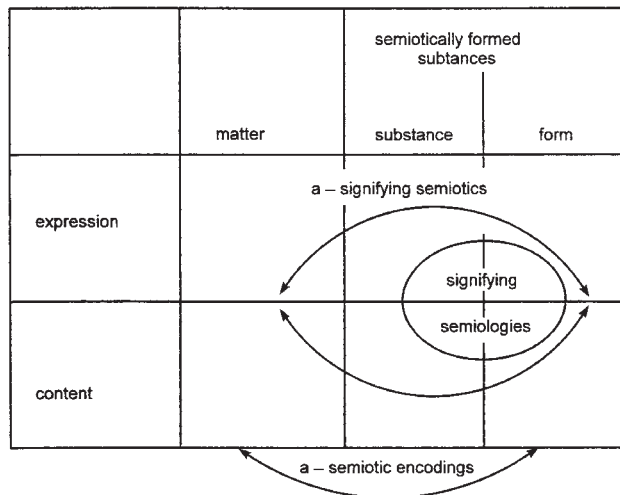 semiotically formed
subtances
matter
substance
form
a – signifying semiotics
expression
signifying
semiologies
content
a – semiotic encodings